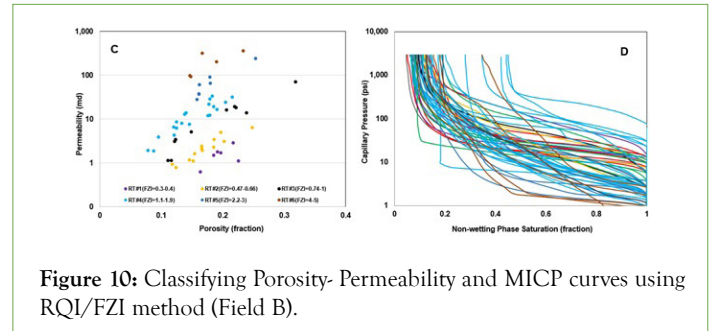 C
1,000
100
10
1
0
0
0.1
0.2
0.3
0.4
Permeability (md)
Porosity (fraction)
RT#1(FZI=0.3-0.4)
RT#2(FZI=0.47-0.66)
RT#3(FZI=0.74-1)
RT#4(FZI=1.1-1.9)
RT#5(FZI=2.2-3)
RT#6(FZI=4-5)
D
10,000
1,000
100
10
1
0
0.2
0.4
0.6
0.8
1
Capillary Pressure (psi)
Non-wetting Phase Saturation (fraction)
Figure 10: Classifying Porosity- Permeability and MICP curves using
RQI/FZI method (Field B).